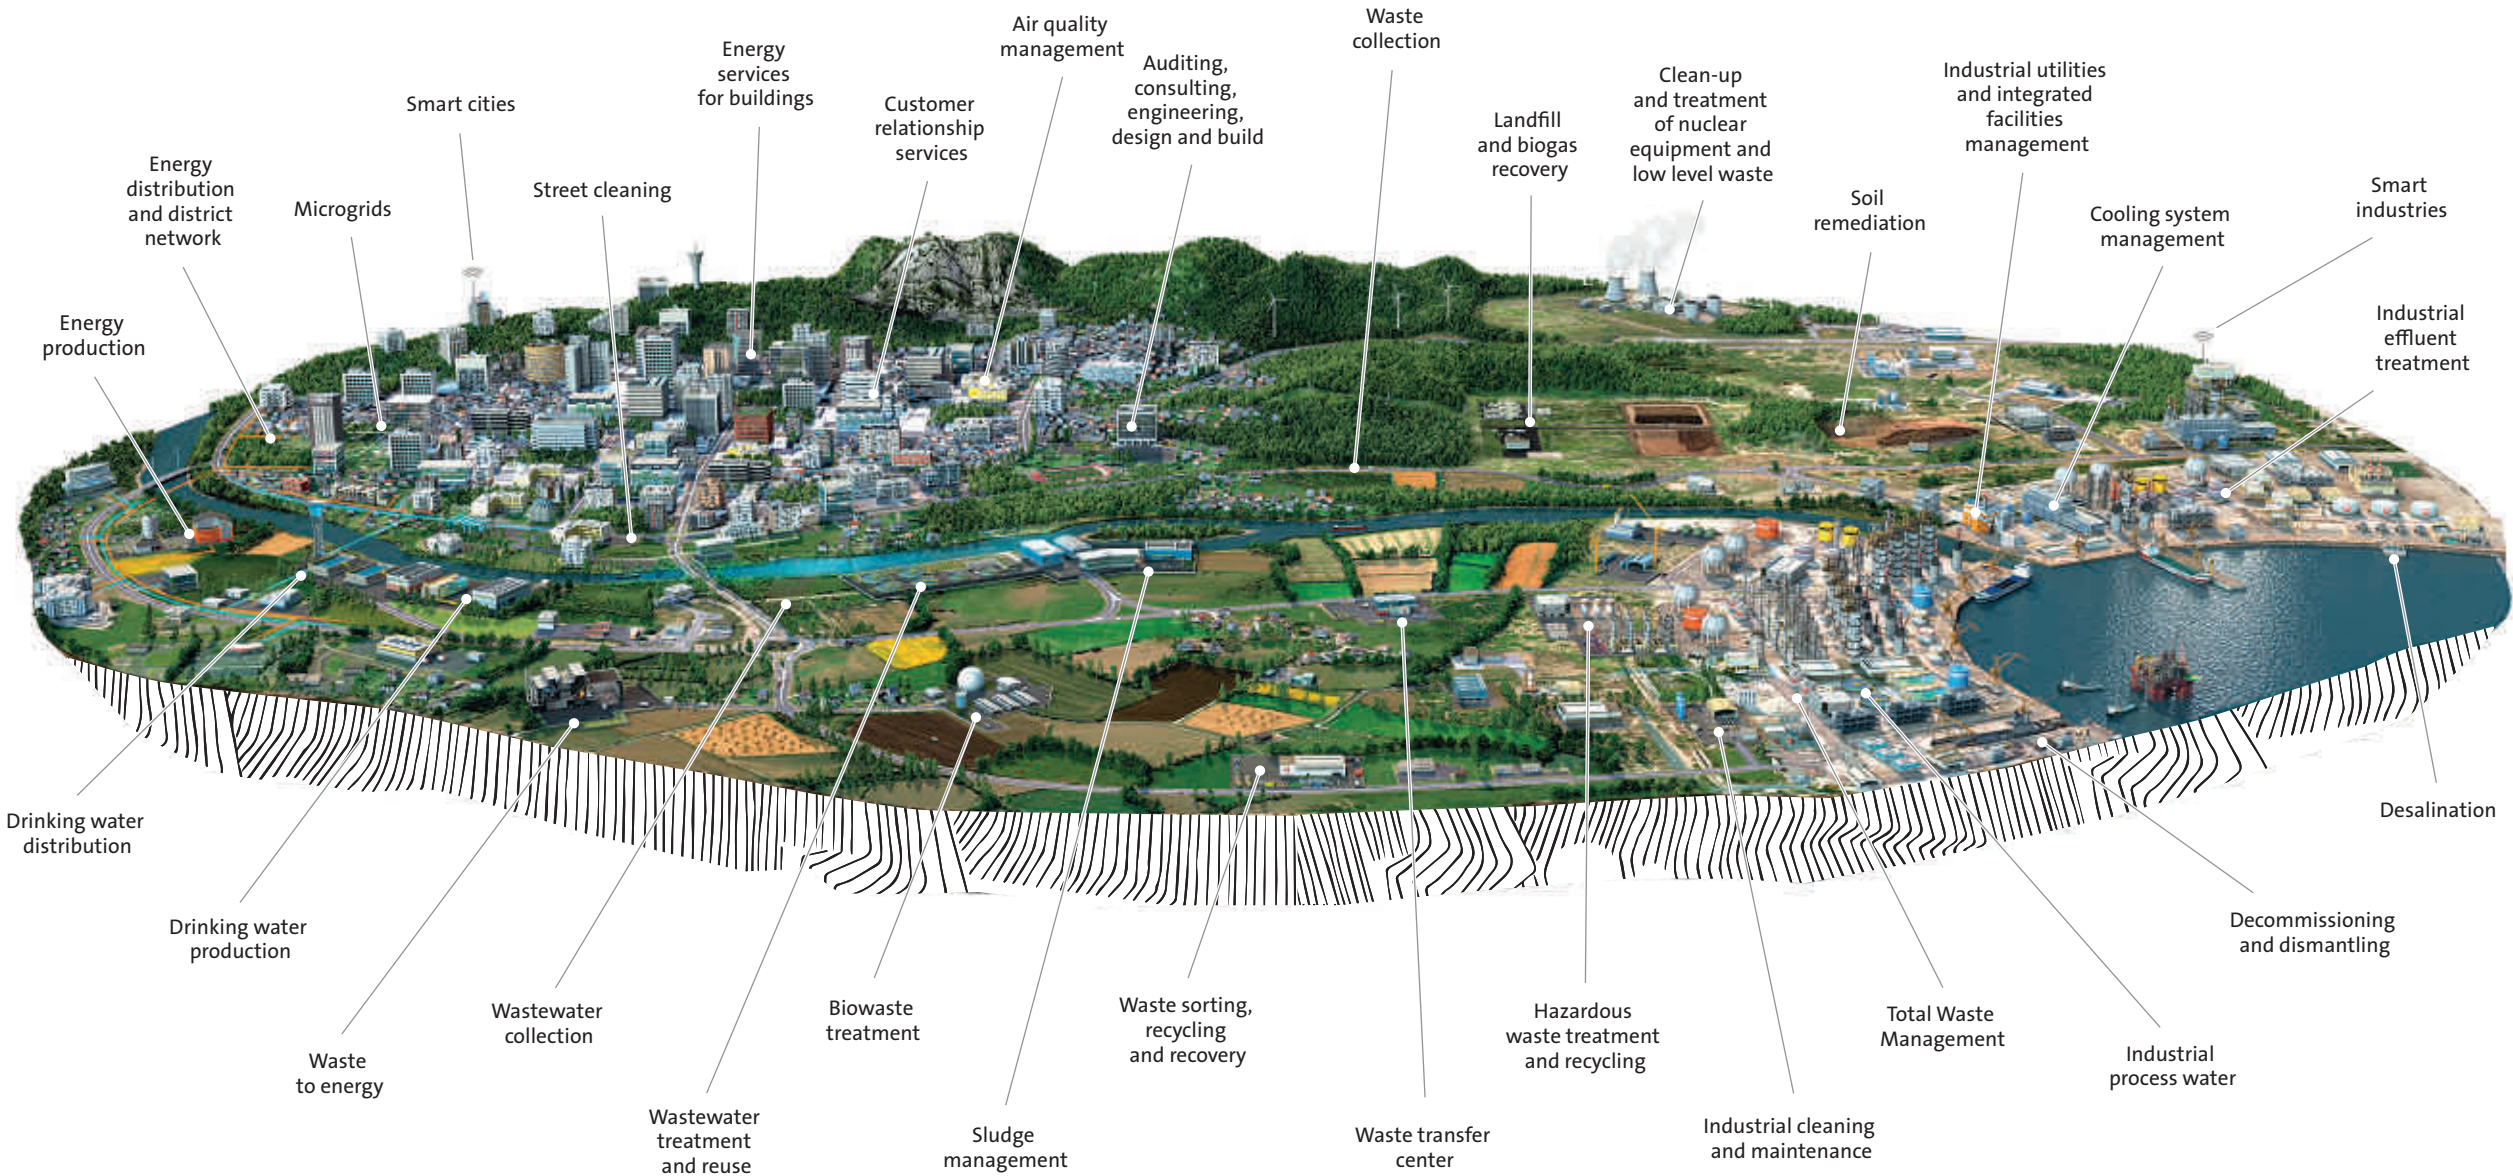 Energy
production
Energy
distribution
and district
network
Microgrids
Smart cities
Street cleaning
Energy
services
for buildings
Customer
relationship
services
Air quality
management
Auditing,
consulting,
engineering,
design and build
Waste
collection
Landfill
and biogas
recovery
Clean-up
and treatment
of nuclear
equipment and
low level waste
Soil
remediation
Industrial utilities
and integrated
facilities
management
Cooling system
management
Smart
industries
Industrial
effluent
treatment
Drinking water
distribution
Drinking water
production
Waste
to energy
Wastewater
collection
Wastewater
treatment
and reuse
Biowaste
treatment
Sludge
management
Waste sorting,
recycling
and recovery
Waste transfer
center
Hazardous
waste treatment
and recycling
Industrial cleaning
and maintenance
Total Waste
Management
Industrial
process water
Decommissioning
and dismantling
Desalination